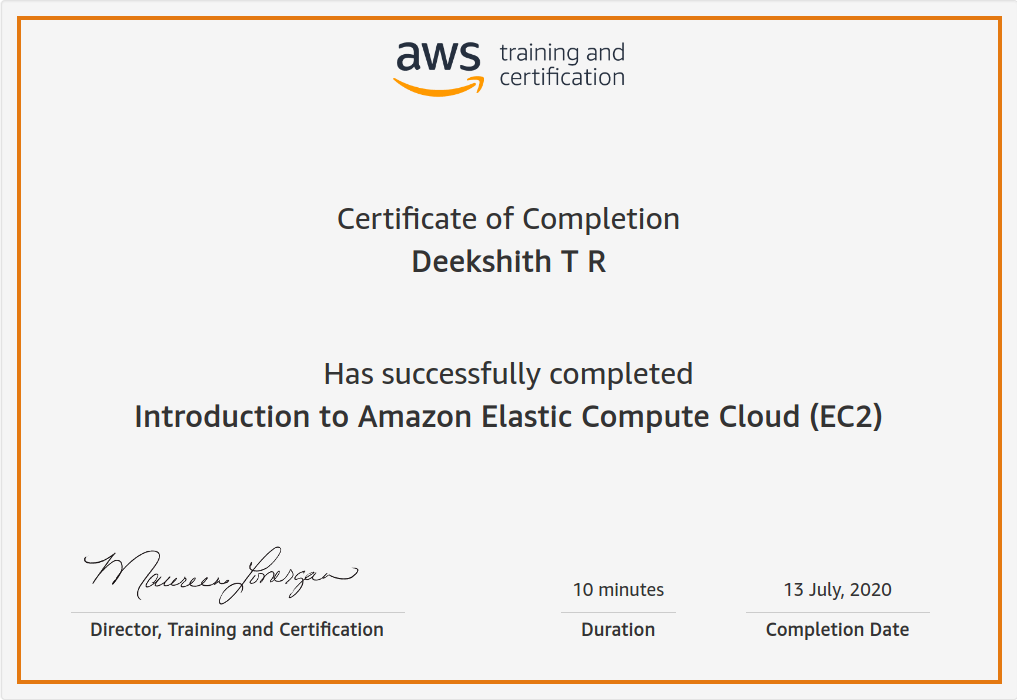 aws training and
certification
Certificate of Completion
Deekshith T R
Has successfully completed
Introduction to Amazon Elastic Compute Cloud (EC2)
Maureen Lonergan
10 minutes
13 July, 2020
Director, Training and Certification
Duration
Completion Date